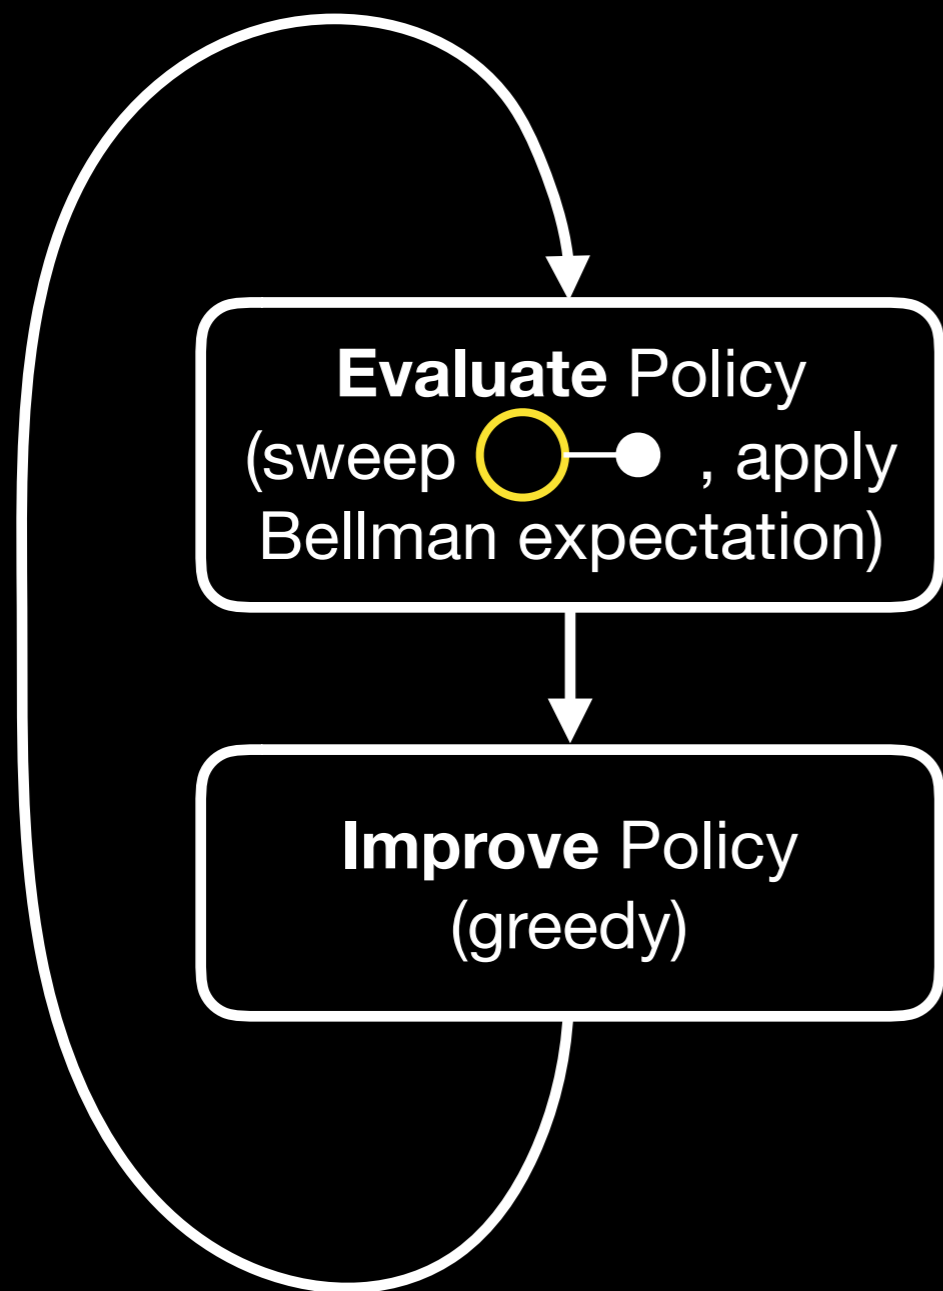 Evaluate Policy
(sweep , apply
Bellman expectation)
Improve Policy
(greedy)